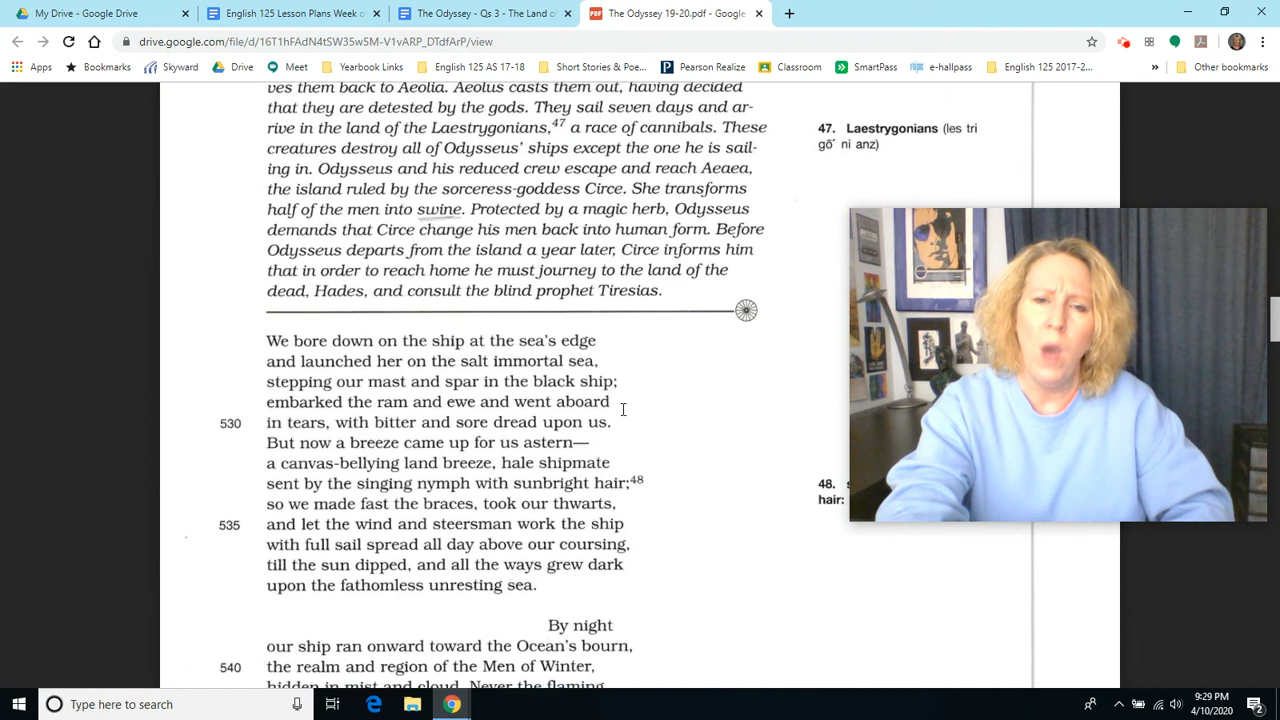 My Drive - Google Drive
English 125 Lesson Plans Week o
The Odyssey - Qs 3 - The Land of
The Odyssey 19-20.pdf - Google
drive.google.com/file/d/16T1hFAdN4tSW35w5M-V1vARP_DTdfArP/view
Apps
Bookmarks
Skyward
Drive
Meet
Yearbook Links
English 125 AS 17-18
Short Stories & Poe...
Pearson Realize
Classroom
SmartPass
e-hallpass
English 125 2017-2...
»
Other bookmarks
ves them back to Aeolia. Aeolus casts them out, having decided
that they are detested by the gods. They sail seven days and ar-
rive in the land of the Laestrygonians,47 a race of cannibals. These
creatures destroy all of Odysseus' ships except the one he is sail-
ing in. Odysseus and his reduced crew escape and reach Aeaea,
the island ruled by the sorceress-goddess Circe. She transforms
half of the men into swine. Protected by a magic herb, Odysseus
demands that Circe change his men back into human form. Before
Odysseus departs from the island a year later, Circe informs him
that in order to reach home he must journey to the land of the
dead, Hades, and consult the blind prophet Tiresias.
47. Laestrygonians (les tri
gō´ ni anz)
We bore down on the ship at the sea's edge
and launched her on the salt immortal sea,
stepping our mast and spar in the black ship;
embarked the ram and ewe and went aboard
530 in tears, with bitter and sore dread upon us.
But now a breeze came up for us astern—
a canvas-bellying land breeze, hale shipmate
sent by the singing nymph with sunbright hair;48
so we made fast the braces, took our thwarts,
535 and let the wind and steersman work the ship
with full sail spread all day above our coursing,
till the sun dipped, and all the ways grew dark
upon the fathomless unresting sea.
48.
hair:
By night
our ship ran onward toward the Ocean's bourn,
540 the realm and region of the Men of Winter,
hidden in mist and cloud. Never the flaming
Type here to search
9:29 PM
4/10/2020
2